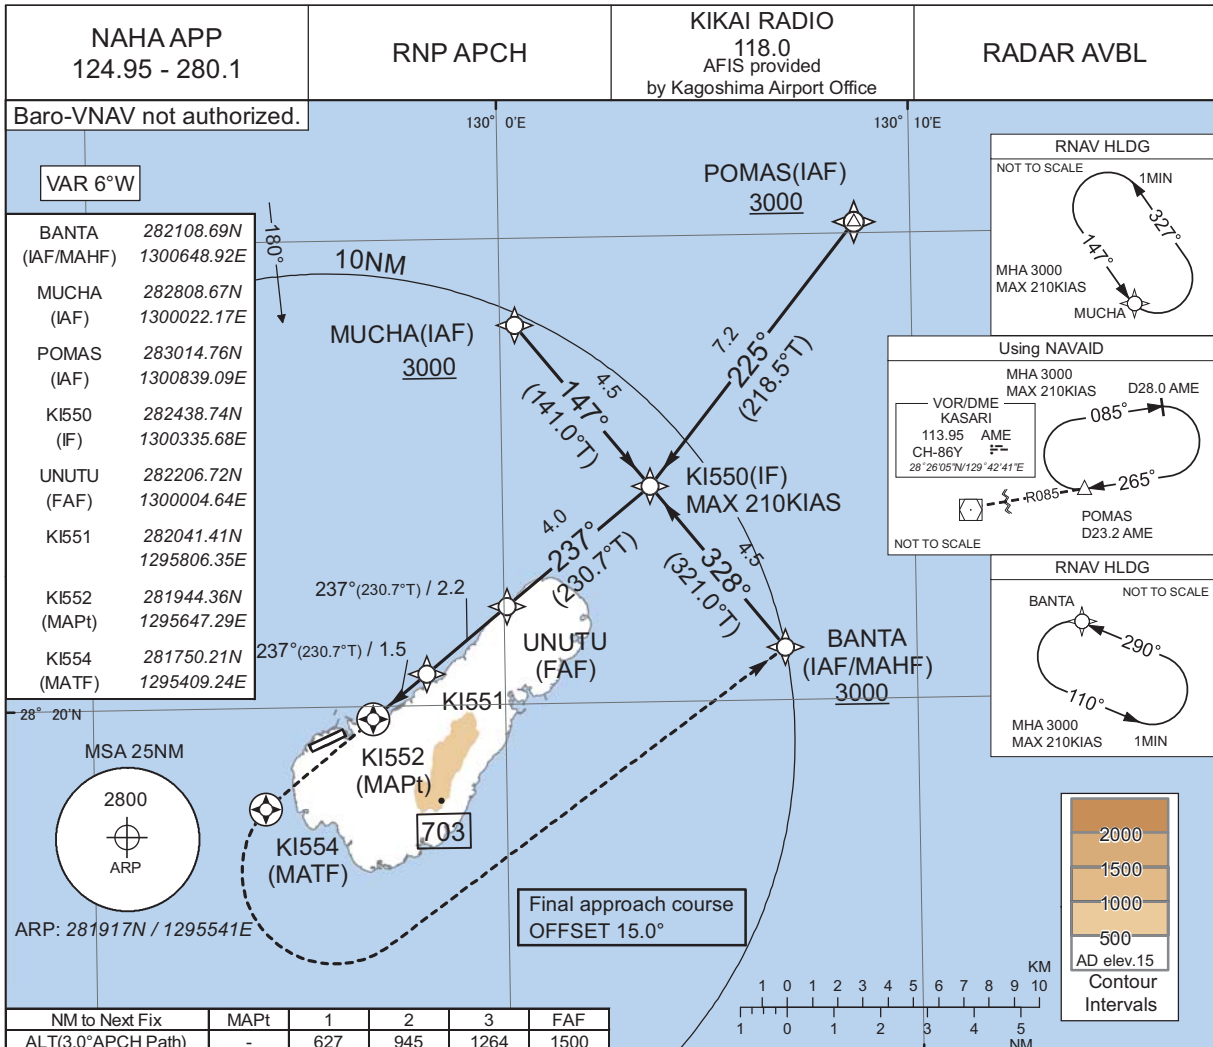 NAHA APP
124.95 - 280.1
RNP APCH
KIKAI RADIO
118.0
AFIS provided
by Kagoshima Airport Office
RADAR AVBL
Baro-VNAV not authorized.
130° 0'E
130° 10'E
VAR 6°W
BANTA 282108.69N
(IAF/MAHF) 1300648.92E
MUCHA 282808.67N
(IAF) 1300022.17E
POMAS 283014.76N
(IAF) 1300839.09E
KI550 282438.74N
(IF) 1300335.68E
UNUTU 282206.72N
(FAF) 1300004.64E
KI551 282041.41N
1295806.35E
KI552 281944.36N
(MAPt) 1295647.29E
KI554 281750.21N
(MATF) 1295409.24E
180°
10NM
POMAS(IAF)
3000
MUCHA(IAF)
3000
7.2
225°
(218.5°T)
4.5
147°
(141.0°T)
KI550(IF)
MAX 210KIAS
4.0
237°
(230.7°T)
4.5
328°
(321.0°T)
237°(230.7°T) / 2.2
237°(230.7°T) / 1.5
UNUTU
(FAF)
BANTA
(IAF/MAHF)
3000
KI551
KI552
(MAPt)
703
KI554
(MATF)
28° 20'N
MSA 25NM
2800
ARP
ARP: 281917N / 1295541E
Final approach course
OFFSET 15.0°
RNAV HLDG
NOT TO SCALE
1MIN
327°
147°
MHA 3000
MAX 210KIAS
MUCHA
Using NAVAID
MHA 3000
MAX 210KIAS
D28.0 AME
VOR/DME
KASARI
113.95 AME
CH-86Y
28°26'05"N/129°42'41"E
085°
265°
R085
POMAS
D23.2 AME
NOT TO SCALE
RNAV HLDG
NOT TO SCALE
BANTA
290°
110°
MHA 3000
MAX 210KIAS
1MIN
2000
1500
1000
500
AD elev.15
Contour
Intervals
KM
1 0 1 2 3 4 5 6 7 8 9 10
1 0 1 2 3 4 5
NM
NM to Next Fix MAPt 1 2 3 FAF
ALT(3.0°APCH Path) - 627 945 1264 1500